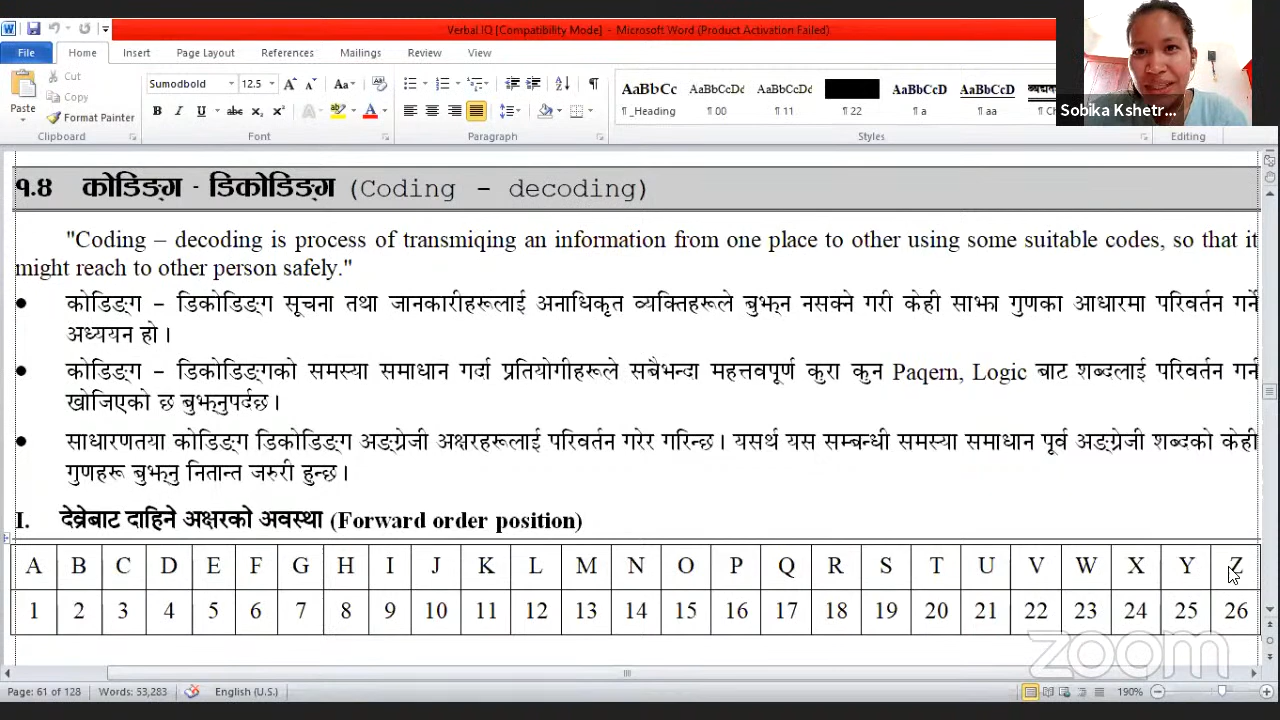 Verbal IQ [Compatibility Mode] - Microsoft Word (Product Activation Failed)
File Home Insert Page Layout References Mailings Review View
Paste
Cut
Copy
Format Painter
Clipboard
Sumodbold 12.5 Aa
B I U abc x₂ x²
Font
Paragraph
AaBbCc AaBbCcDd AaBbCcDd AaBbCcD AaBbCcD
¶ _Heading ¶ 00 ¶ 11 ¶ 22 ¶ a ¶ aa
Styles
Editing
Sobika Kshetr...
१.४ कोडिङ्ग - डिकोडिङ्ग (Coding - decoding)
"Coding – decoding is process of transmiqing an information from one place to other using some suitable codes, so that it
might reach to other person safely."
● कोडिङ्ग – डिकोडिङ्ग सूचना तथा जानकारीहरूलाई अनाधिकृत व्यक्तिहरूले बुझ्न नसक्ने गरी केही साझा गुणका आधारमा परिवर्तन गर्ने
अध्ययन हो ।
● कोडिङ्ग – डिकोडिङ्गको समस्या समाधान गर्दा प्रतियोगीहरूले सबैभन्दा महत्तवपूर्ण कुरा कुन Paqern, Logic बाट शब्दलाई परिवर्तन गर्न
खोजिएको छ बुझ्नुपर्दछ ।
● साधारणतया कोडिङ्ग डिकोडिङ्ग अङ्ग्रेजी अक्षरहरूलाई परिवर्तन गरेर गरिन्छ । यसर्थ यस सम्बन्धी समस्या समाधान पूर्व अङ्ग्रेजी शब्दको केही
गुणहरू बुझ्नु नितान्त जरुरी हुन्छ ।
I. देव्रेबाट दाहिने अक्षरको अवस्था (Forward order position)
A B C D E F G H I J K L M N O P Q R S T U V W X Y Z
1 2 3 4 5 6 7 8 9 10 11 12 13 14 15 16 17 18 19 20 21 22 23 24 25 26
zoom
Page: 61 of 128 Words: 53,283 English (U.S.) 190%